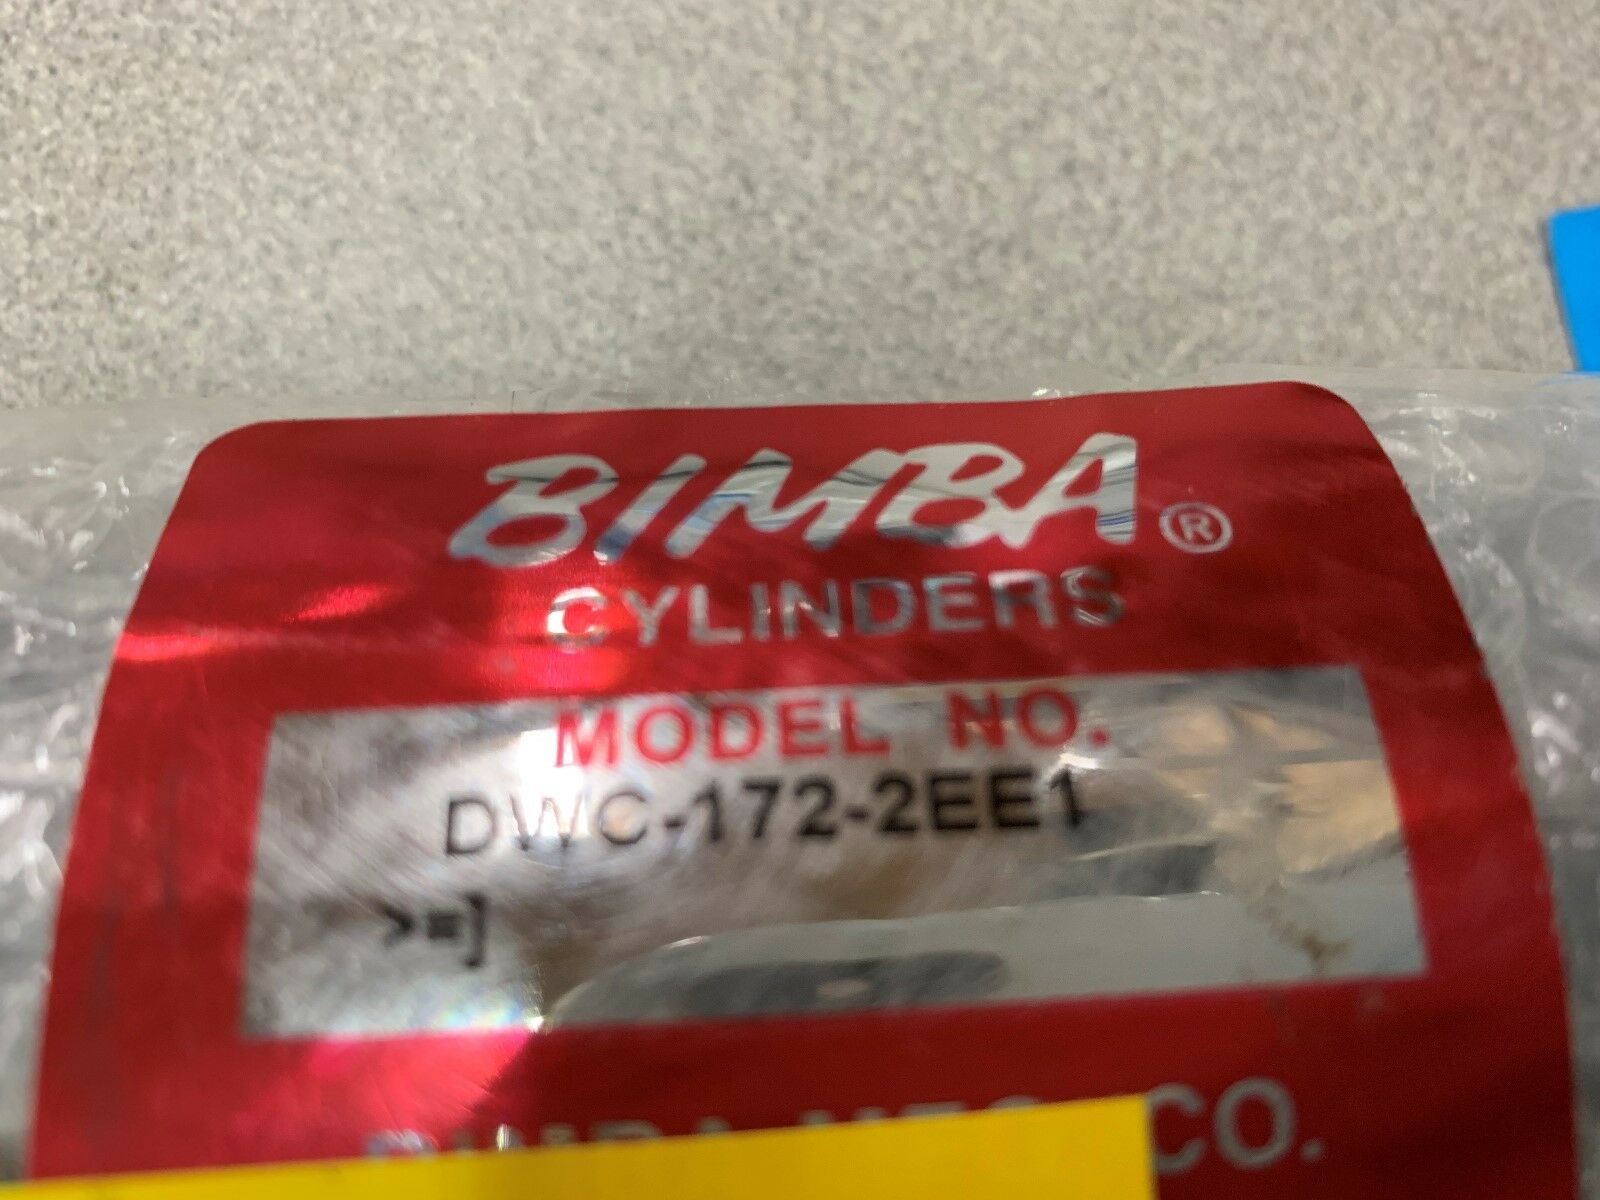 BIMBA®
CYLINDERS
MODEL NO.
DWC-172-2EE1
>=]
CO.